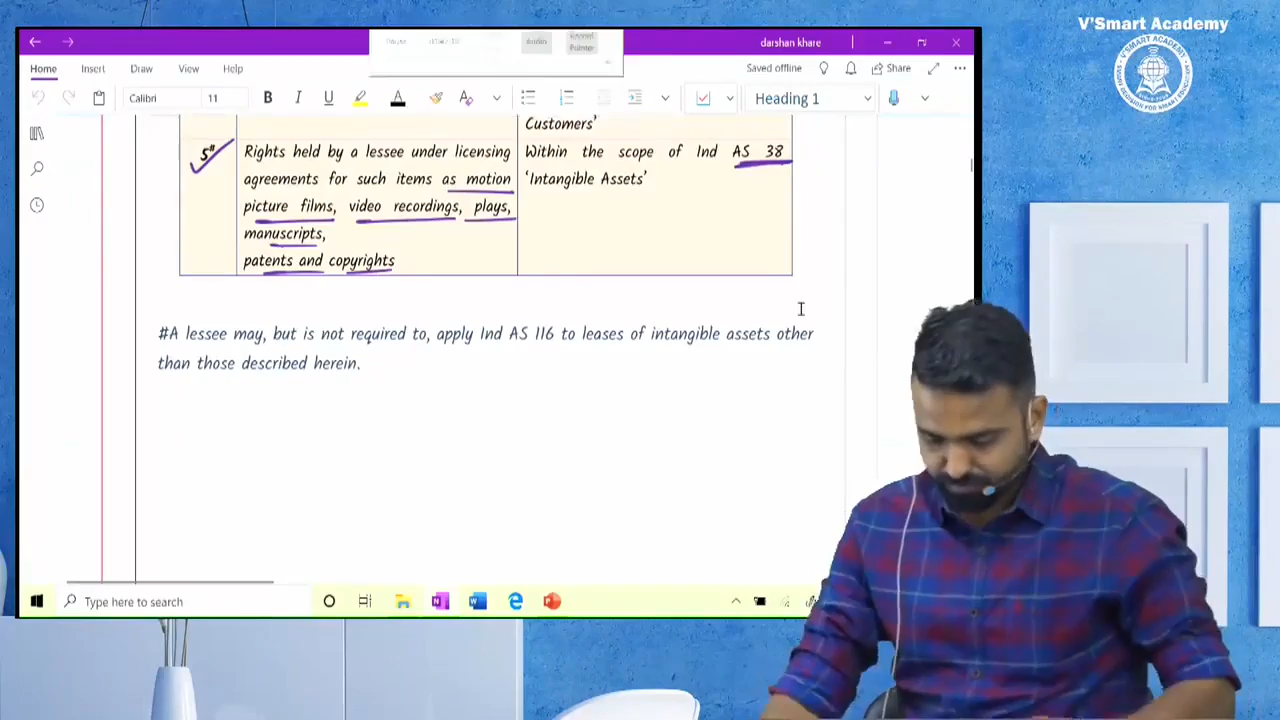 V'Smart Academy
darshan khare
Home Insert Draw View Help
Saved offline
Share
Calibri 11 B I U A Heading 1
Customers'
5#
Rights held by a lessee under licensing
agreements for such items as motion
picture films, video recordings, plays,
manuscripts,
patents and copyrights
Within the scope of Ind AS 38
'Intangible Assets'
#A lessee may, but is not required to, apply Ind AS 116 to leases of intangible assets other
than those described herein.
Type here to search